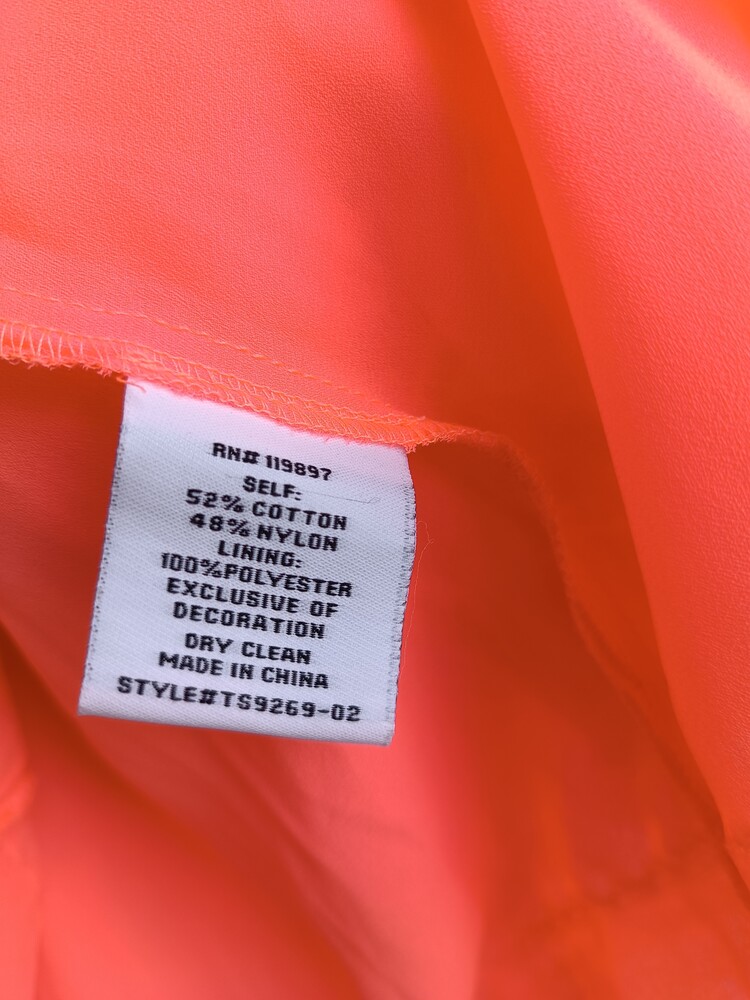 RN# 119897
SELF:
52% COTTON
48% NYLON
LINING:
100%POLYESTER
EXCLUSIVE OF
DECORATION
DRY CLEAN
MADE IN CHINA
STYLE#TS9269-02